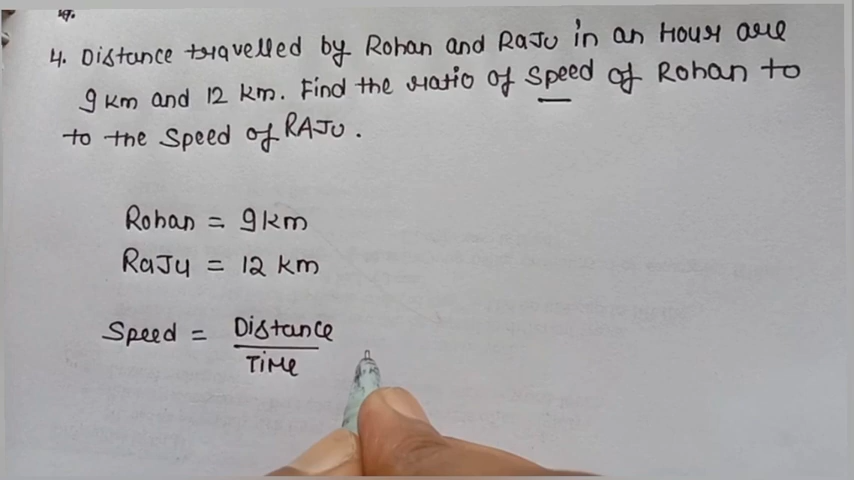 4. Distance travelled by Rohan and Raju in an Hour are
9 km and 12 km. Find the ratio of speed of Rohan to
to the speed of RAJU.
Rohan = 9km
RaJu = 12 km
Speed = Distance
Time